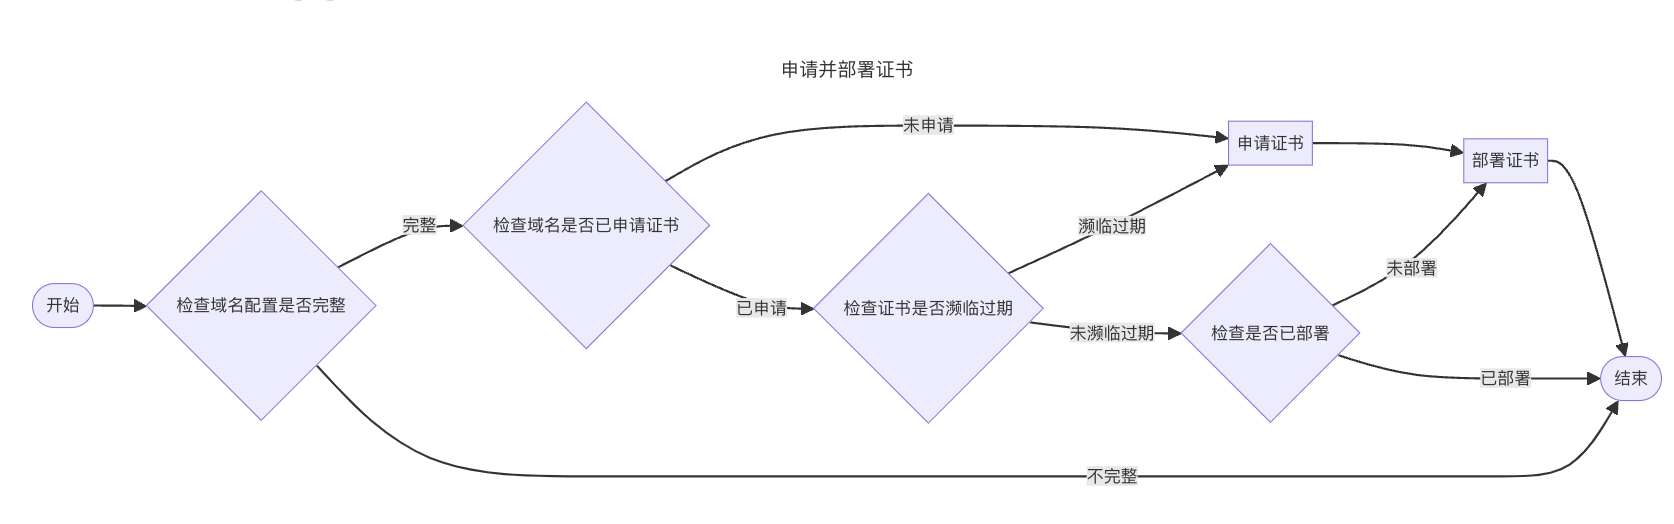 申请并部署证书
开始
检查域名配置是否完整
完整
不完整
检查域名是否已申请证书
未申请
已申请
检查证书是否濒临过期
濒临过期
未濒临过期
申请证书
检查是否已部署
未部署
已部署
部署证书
结束